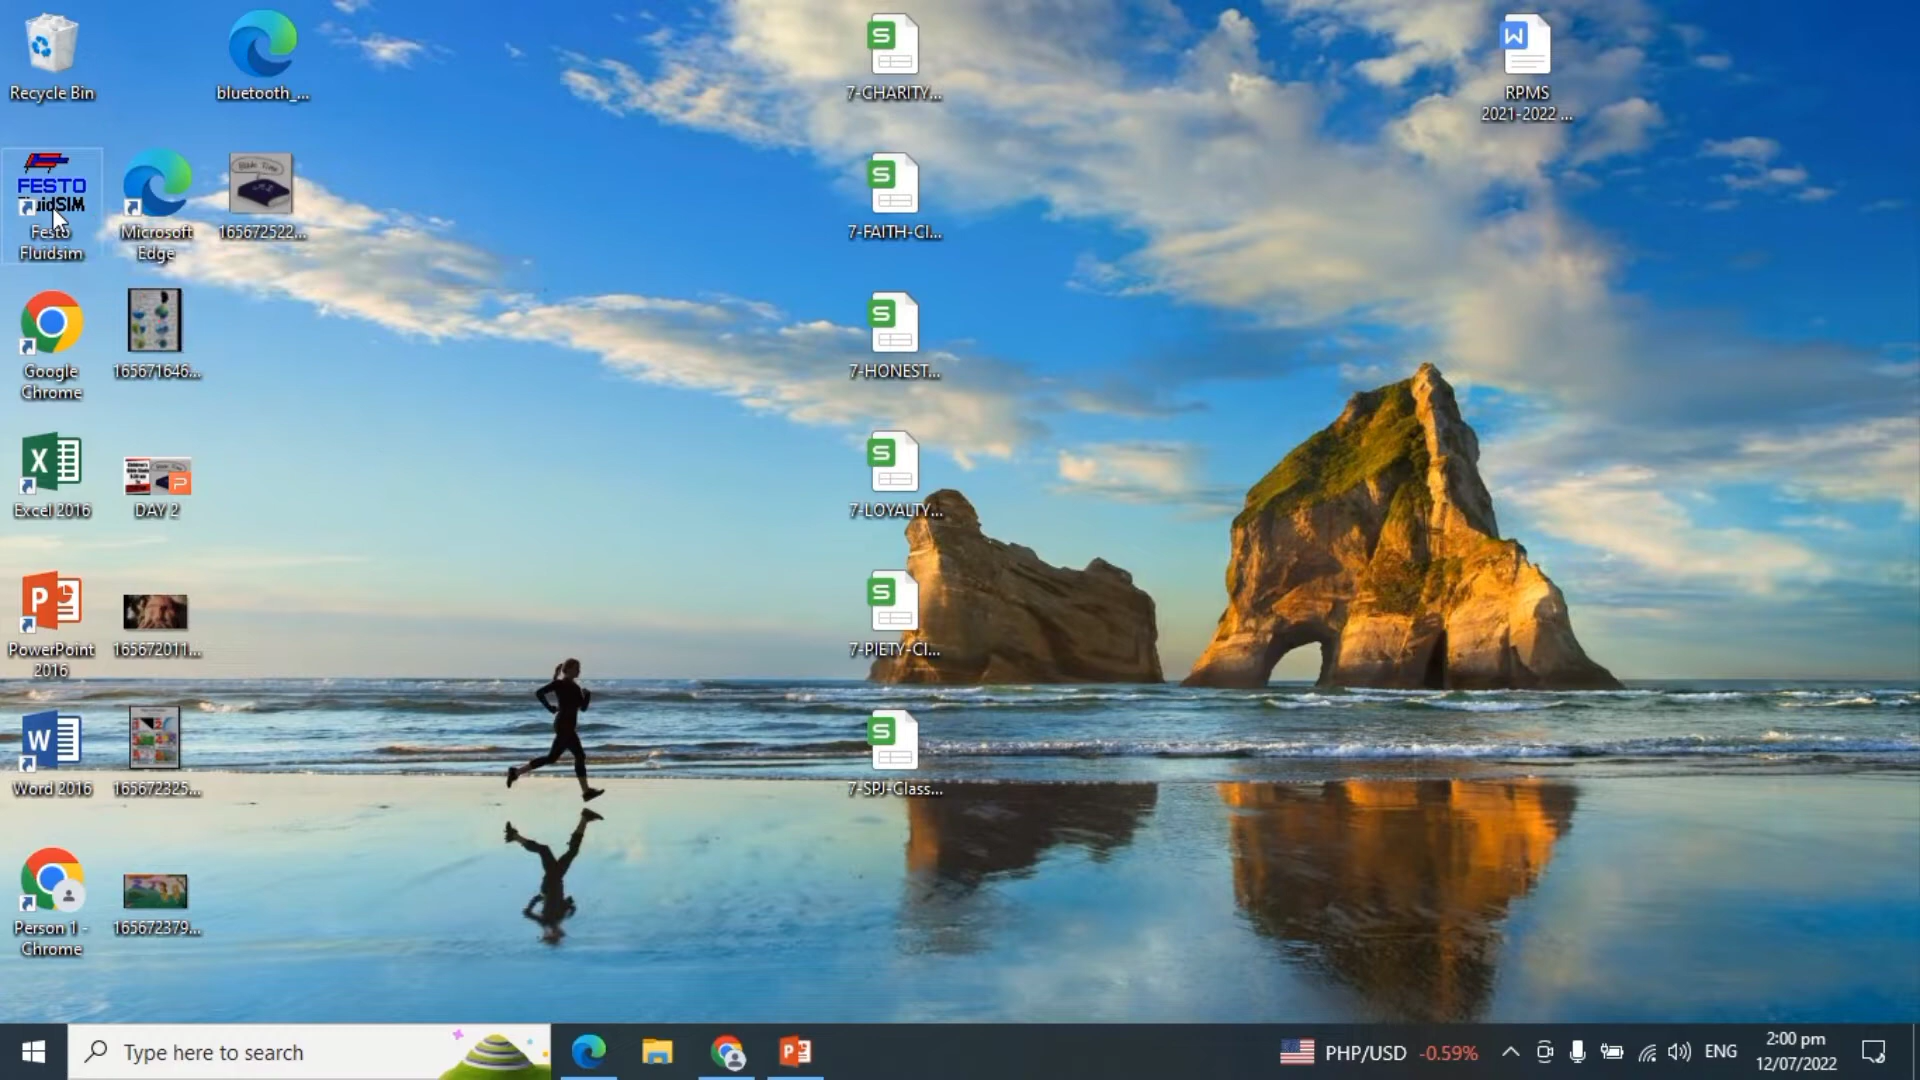 Recycle Bin
bluetooth_...
7-CHARITY...
RPMS
2021-2022 ...
FESTO
FluidSIM
Festo
Fluidsim
Microsoft
Edge
Bible Time
165672522...
7-FAITH-Cl...
Google
Chrome
165671646...
7-HONEST...
Excel 2016
DAY 2
7-LOYALTY...
PowerPoint
2016
165672011...
7-PIETY-Cl...
Word 2016
165672325...
7-SPJ-Class...
Person 1 -
Chrome
165672379...
Type here to search
PHP/USD -0.59%
ENG
2:00 pm
12/07/2022